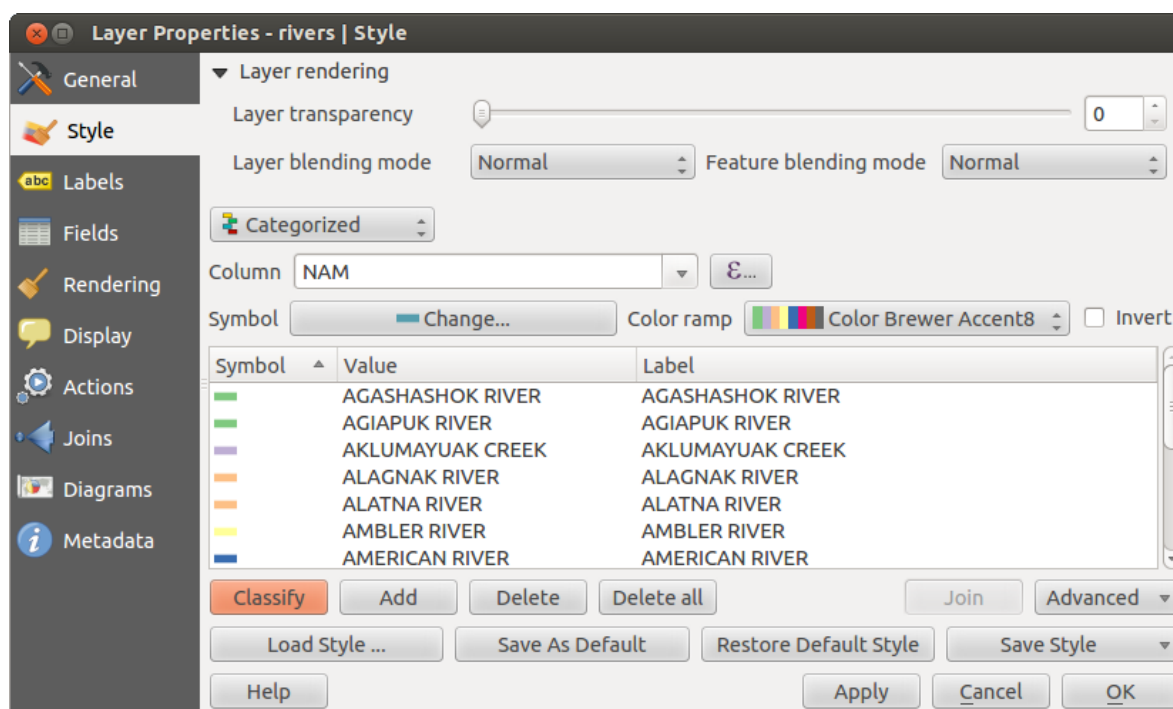 Layer Properties - rivers | Style
General
Style
abc Labels
Fields
Rendering
Display
Actions
Joins
Diagrams
i Metadata
Layer rendering
Layer transparency 0
Layer blending mode Normal Feature blending mode Normal
Categorized
Column NAM ε...
Symbol Change... Color ramp Color Brewer Accent8 Invert
Symbol Value Label
AGASHASHOK RIVER AGASHASHOK RIVER
AGIAPUK RIVER AGIAPUK RIVER
AKLUMAYUAK CREEK AKLUMAYUAK CREEK
ALAGNAK RIVER ALAGNAK RIVER
ALATNA RIVER ALATNA RIVER
AMBLER RIVER AMBLER RIVER
AMERICAN RIVER AMERICAN RIVER
Classify Add Delete Delete all Join Advanced
Load Style ... Save As Default Restore Default Style Save Style
Help Apply Cancel OK